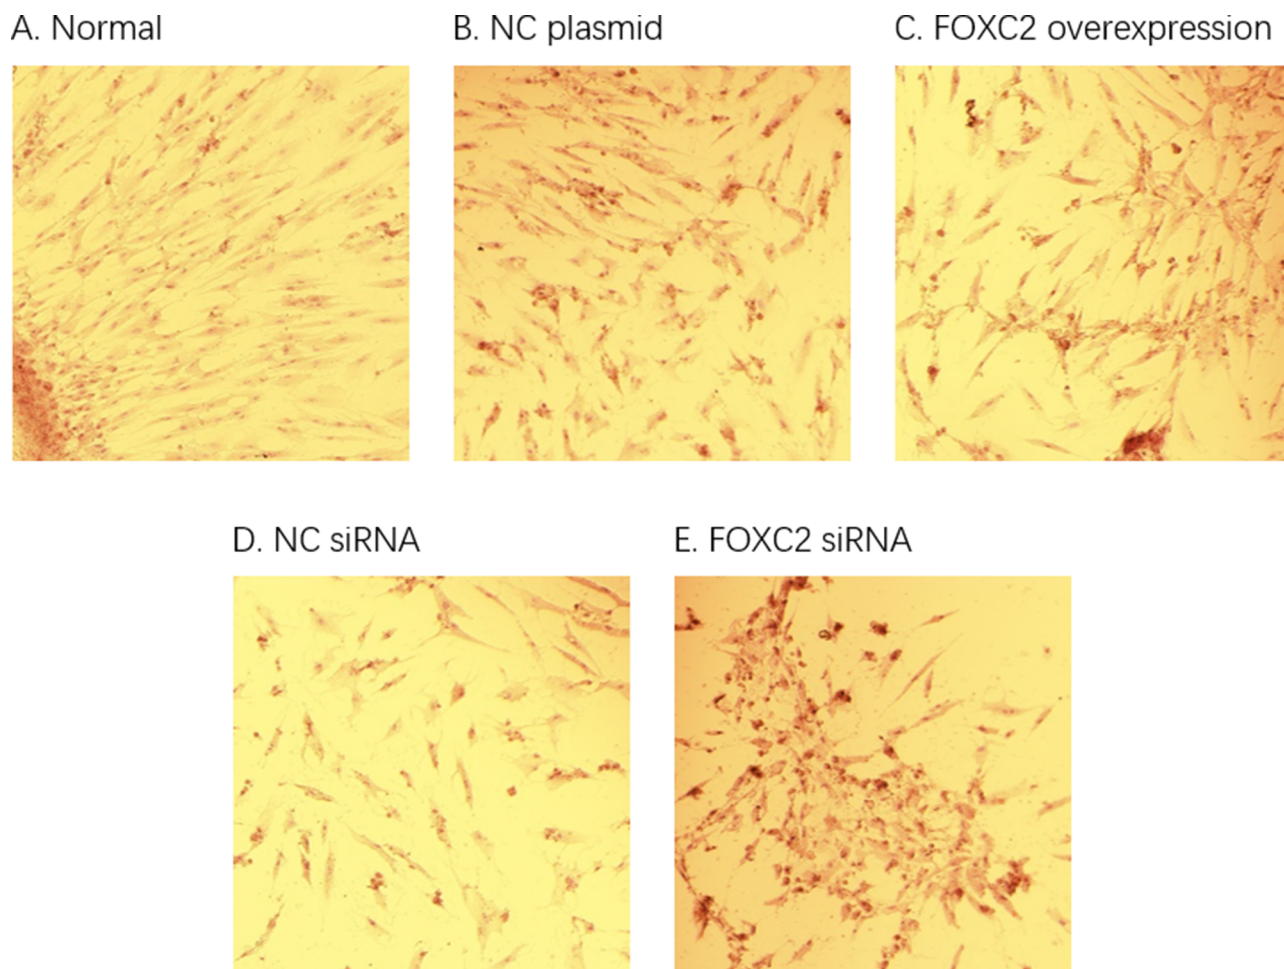 A. Normal
B. NC plasmid
C. FOXC2 overexpression
D. NC siRNA
E. FOXC2 siRNA